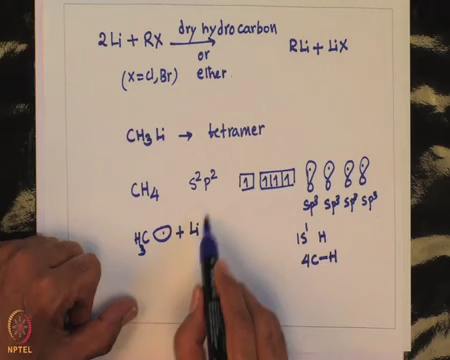 2Li + RX dry hydrocarbon RLi + LiX
or
(X=Cl, Br) ether
CH₃Li → tetramer
CH₄ s²p² 1 1 1 1
sp³ sp³ sp³ sp³
H₃C + Li 1s¹ H
4C–H
NPTEL